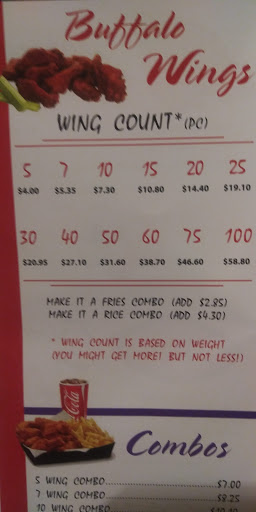 Buffalo
Wings
WING COUNT*(PC)
5 7 10 15 20 25
$4.00 $5.35 $7.30 $10.80 $14.40 $19.10
30 40 50 60 75 100
$20.95 $27.10 $31.60 $38.70 $46.60 $58.80
MAKE IT A FRIES COMBO (ADD $2.85)
MAKE IT A RICE COMBO (ADD $4.30)
* WING COUNT IS BASED ON WEIGHT
(YOU MIGHT GET MORE! BUT NOT LESS!)
Cola
Combos
5 WING COMBO....................$7.00
7 WING COMBO....................$8.25
10 WING COMBO